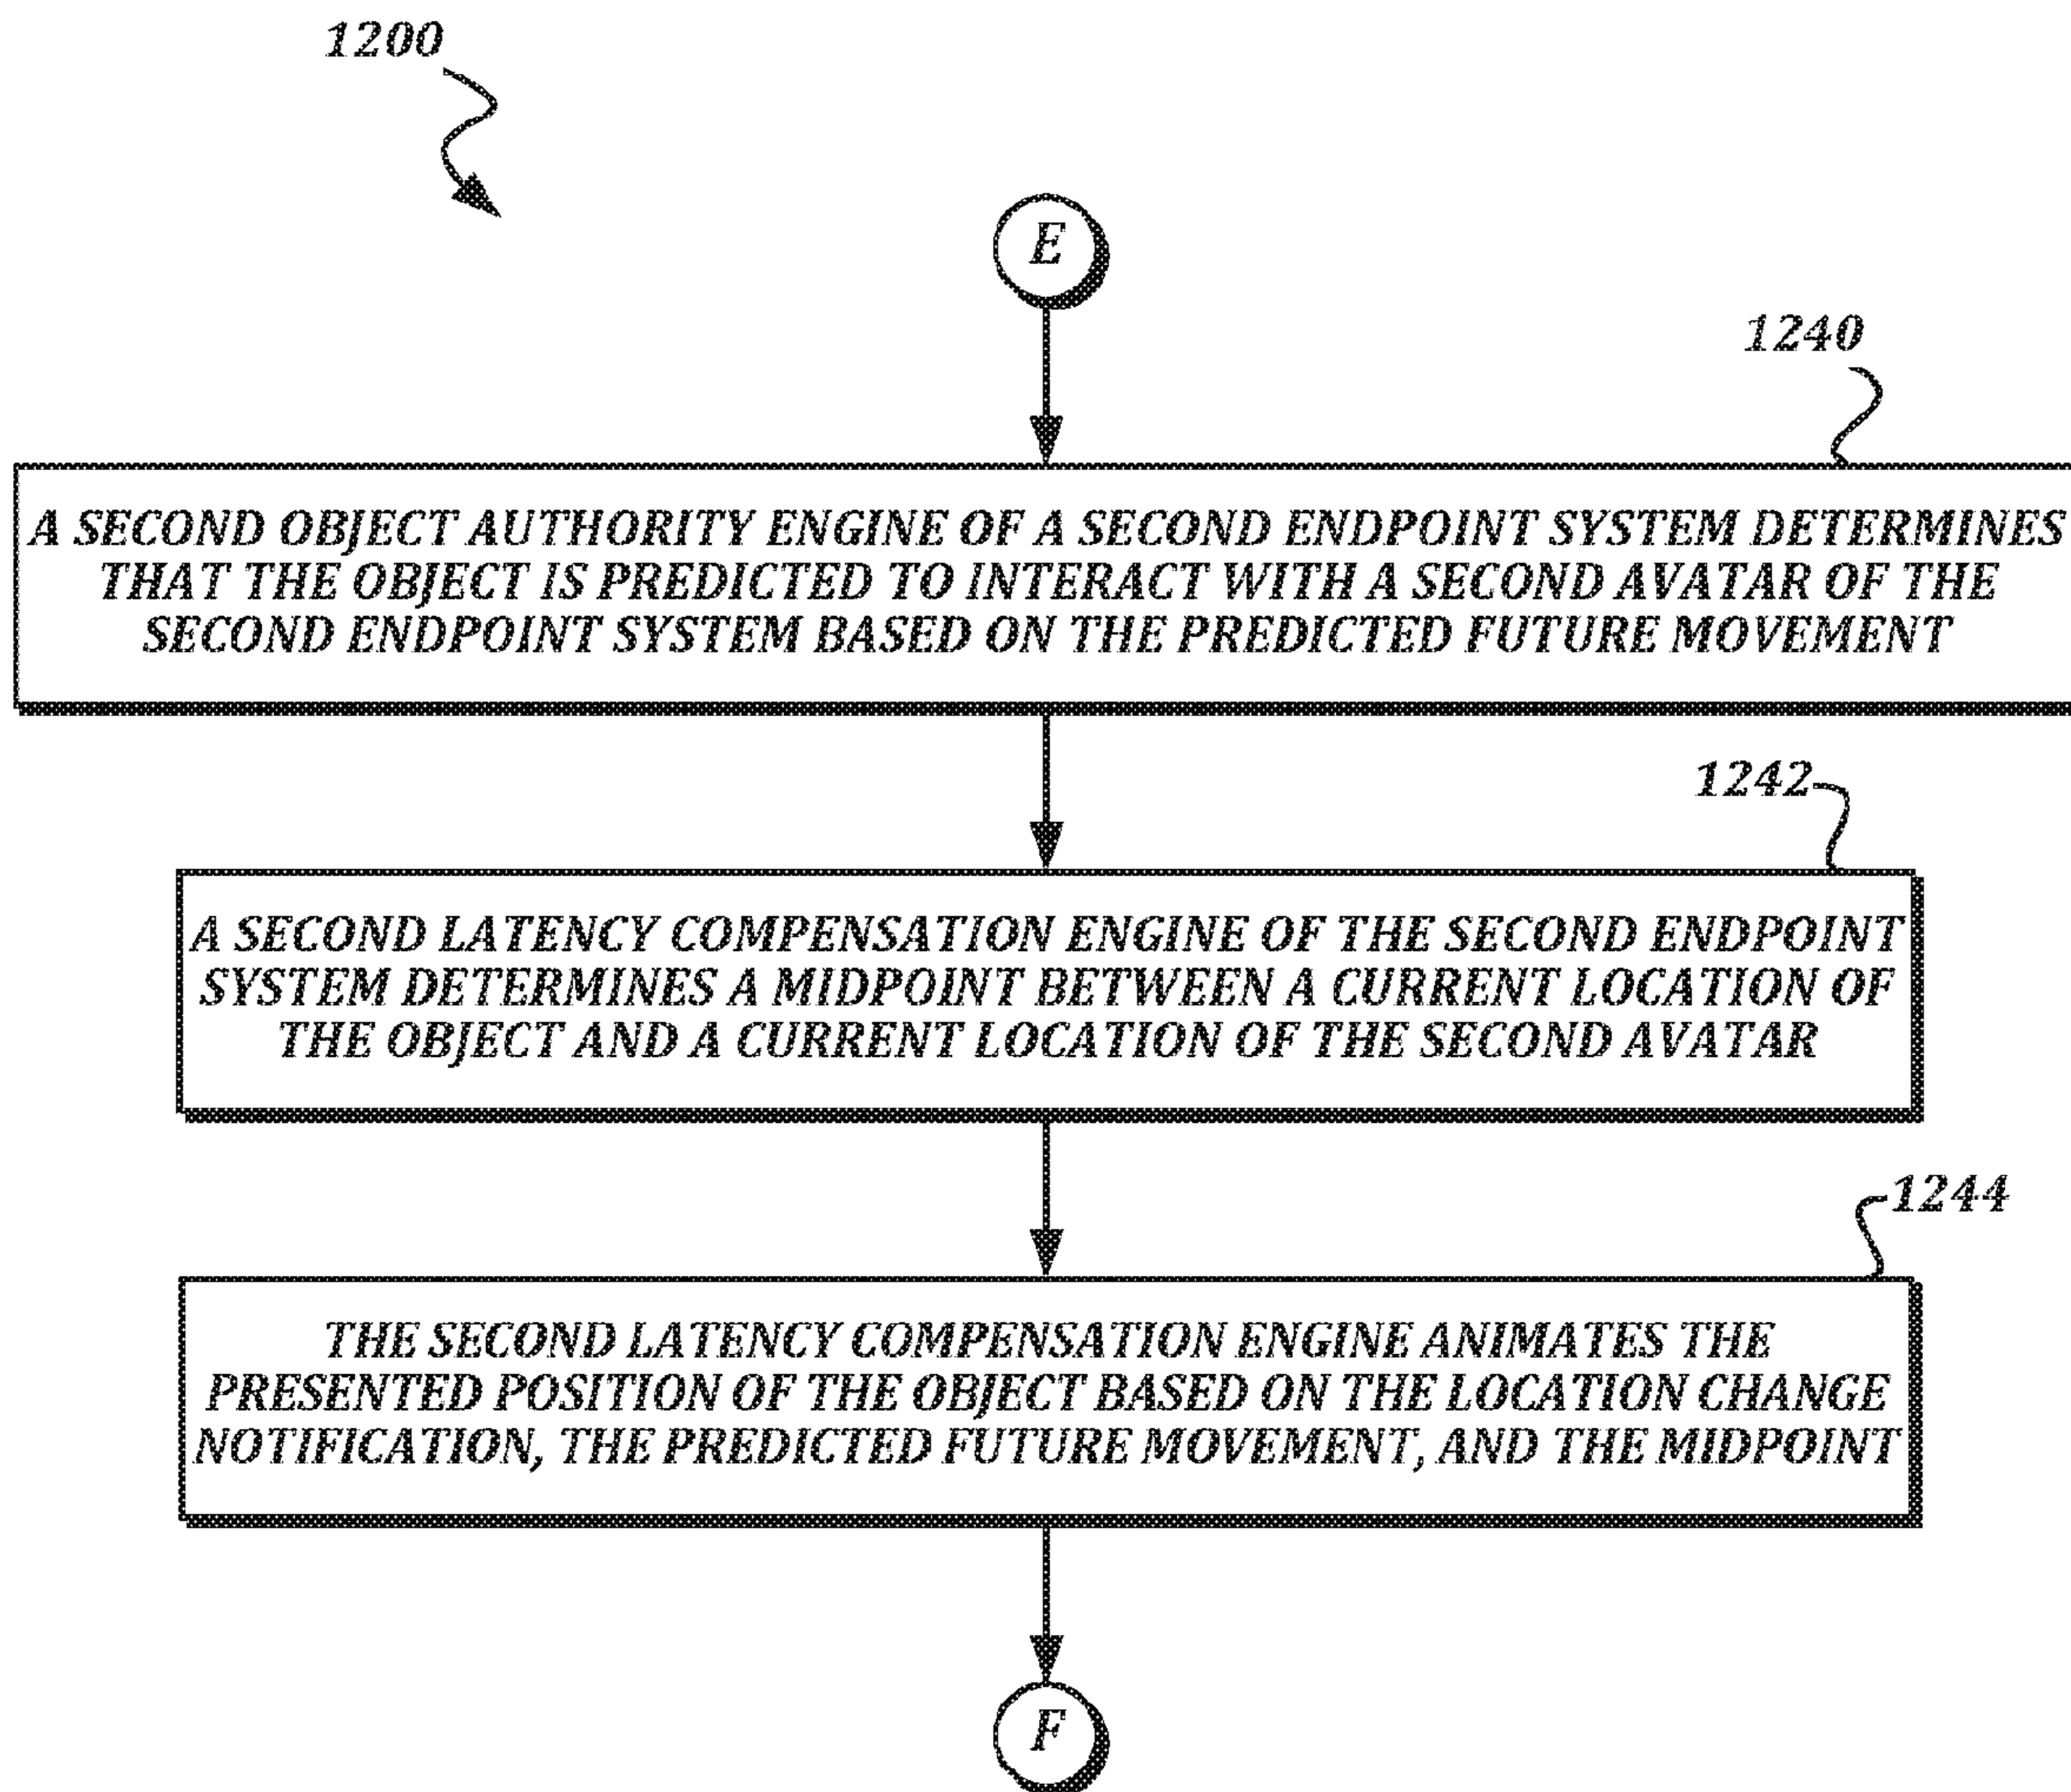 1200
E
1240
A SECOND OBJECT AUTHORITY ENGINE OF A SECOND ENDPOINT SYSTEM DETERMINES
THAT THE OBJECT IS PREDICTED TO INTERACT WITH A SECOND AVATAR OF THE
SECOND ENDPOINT SYSTEM BASED ON THE PREDICTED FUTURE MOVEMENT
1242
A SECOND LATENCY COMPENSATION ENGINE OF THE SECOND ENDPOINT
SYSTEM DETERMINES A MIDPOINT BETWEEN A CURRENT LOCATION OF
THE OBJECT AND A CURRENT LOCATION OF THE SECOND AVATAR
1244
THE SECOND LATENCY COMPENSATION ENGINE ANIMATES THE
PRESENTED POSITION OF THE OBJECT BASED ON THE LOCATION CHANGE
NOTIFICATION, THE PREDICTED FUTURE MOVEMENT, AND THE MIDPOINT
F